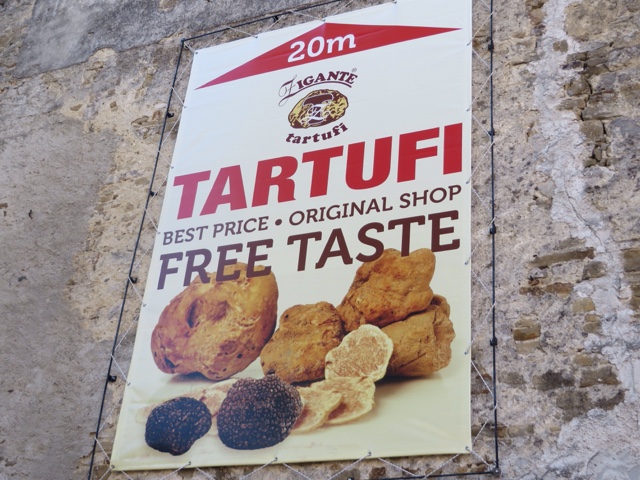 20m
ZIGANTE®
tartufi
TARTUFI
BEST PRICE • ORIGINAL SHOP
FREE TASTE